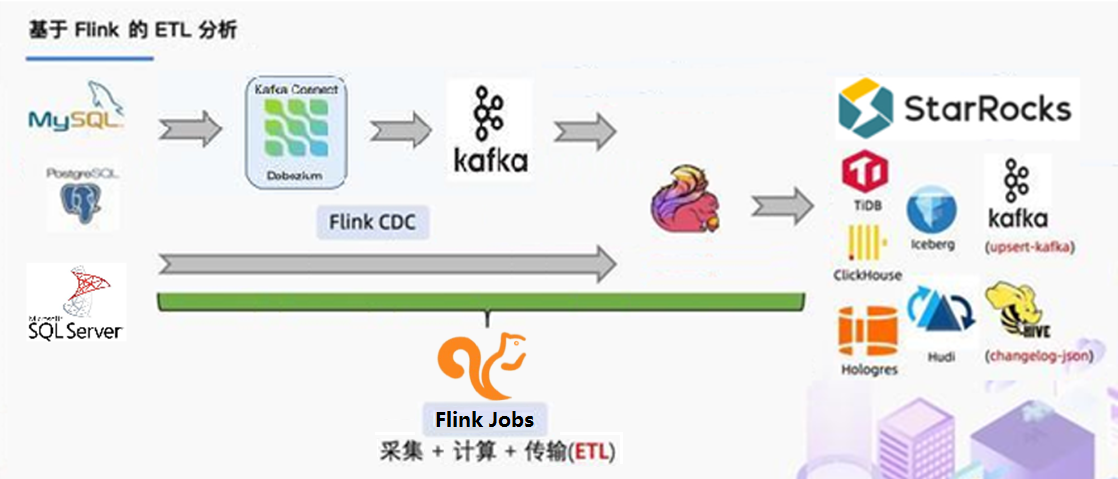 基于 Flink 的 ETL 分析
MySQL
Kafka Connect
Debezium
kafka
StarRocks
PostgreSQL
Flink CDC
TiDB
Iceberg
kafka
(upsert-kafka)
ClickHouse
Microsoft
SQL Server
Hologres
Hudi
HIVE
(changelog-json)
Flink Jobs
采集 + 计算 + 传输(ETL)